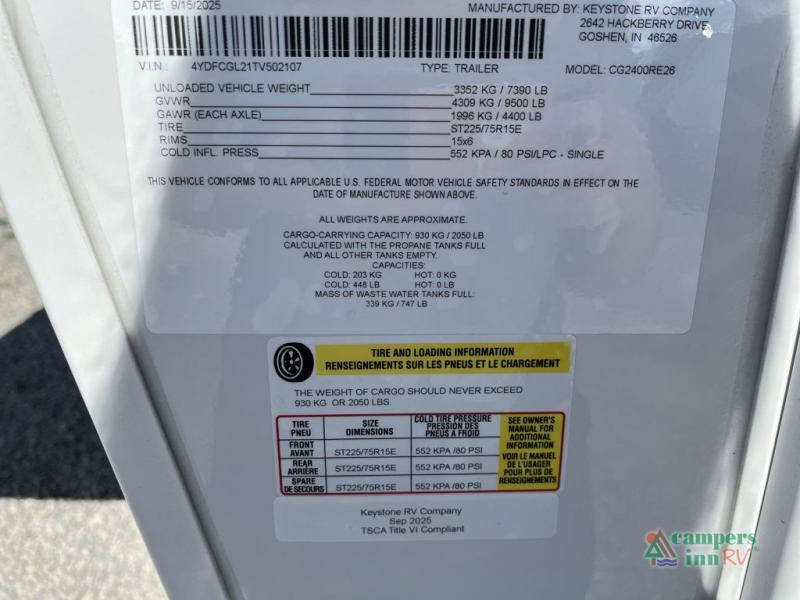 DATE: 9/15/2025 MANUFACTURED BY: KEYSTONE RV COMPANY
2642 HACKBERRY DRIVE
GOSHEN, IN 46526
V.I.N.: 4YDFCGL21TV502107 TYPE: TRAILER MODEL: CG2400RE26
UNLOADED VEHICLE WEIGHT 3352 KG / 7390 LB
GVWR 4309 KG / 9500 LB
GAWR (EACH AXLE) 1996 KG / 4400 LB
TIRE ST225/75R15E
RIMS 15x6
COLD INFL. PRESS 552 KPA / 80 PSI/LPC - SINGLE
THIS VEHICLE CONFORMS TO ALL APPLICABLE U.S. FEDERAL MOTOR VEHICLE SAFETY STANDARDS IN EFFECT ON THE
DATE OF MANUFACTURE SHOWN ABOVE.
ALL WEIGHTS ARE APPROXIMATE.
CARGO-CARRYING CAPACITY: 930 KG / 2050 LB
CALCULATED WITH THE PROPANE TANKS FULL
AND ALL OTHER TANKS EMPTY.
CAPACITIES:
COLD: 203 KG HOT: 0 KG
COLD: 448 LB HOT: 0 LB
MASS OF WASTE WATER TANKS FULL:
339 KG / 747 LB
TIRE AND LOADING INFORMATION
RENSEIGNEMENTS SUR LES PNEUS ET LE CHARGEMENT
THE WEIGHT OF CARGO SHOULD NEVER EXCEED
930 KG OR 2050 LBS.
TIRE
PNEU
SIZE
DIMENSIONS
COLD TIRE PRESSURE
PRESSION DES
PNEUS A FROID
SEE OWNER'S
MANUAL FOR
ADDITIONAL
INFORMATION
VOIR LE MANUEL
DE L'USAGER
POUR PLUS DE
RENSEIGNEMENTS
FRONT
AVANT
ST225/75R15E 552 KPA /80 PSI
REAR
ARRIÈRE
ST225/75R15E 552 KPA /80 PSI
SPARE
DE SECOURS
ST225/75R15E 552 KPA /80 PSI
Keystone RV Company
Sep 2025
TSCA Title VI Compliant
campers
inn RV